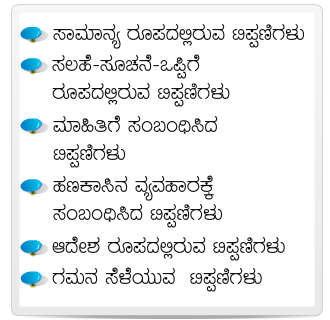 ಸಾಮಾನ್ಯ ರೂಪದಲ್ಲಿರುವ ಟಿಪ್ಪಣಿಗಳು
ಸಲಹೆ-ಸೂಚನೆ-ಒಪ್ಪಿಗೆ
ರೂಪದಲ್ಲಿರುವ ಟಿಪ್ಪಣಿಗಳು
ಮಾಹಿತಿಗೆ ಸಂಬಂಧಿಸಿದ
ಟಿಪ್ಪಣಿಗಳು
ಹಣಕಾಸಿನ ವ್ಯವಹಾರಕ್ಕೆ
ಸಂಬಂಧಿಸಿದ ಟಿಪ್ಪಣಿಗಳು
ಆದೇಶ ರೂಪದಲ್ಲಿರುವ ಟಿಪ್ಪಣಿಗಳು
ಗಮನ ಸೆಳೆಯುವ ಟಿಪ್ಪಣಿಗಳು